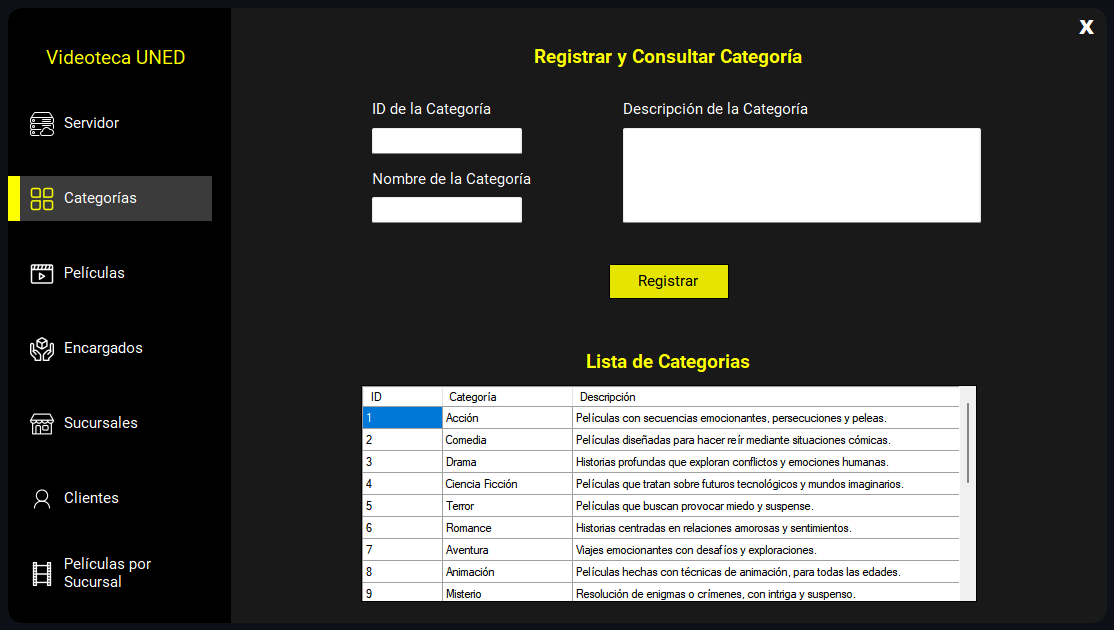 X
Videoteca UNED
Servidor
Categorías
Películas
Encargados
Sucursales
Clientes
Películas por
Sucursal
Registrar y Consultar Categoría
ID de la Categoría
Descripción de la Categoría
Nombre de la Categoría
Registrar
Lista de Categorias
ID Categoría Descripción
1 Acción Películas con secuencias emocionantes, persecuciones y peleas.
2 Comedia Películas diseñadas para hacer reír mediante situaciones cómicas.
3 Drama Historias profundas que exploran conflictos y emociones humanas.
4 Ciencia Ficción Películas que tratan sobre futuros tecnológicos y mundos imaginarios.
5 Terror Películas que buscan provocar miedo y suspense.
6 Romance Historias centradas en relaciones amorosas y sentimientos.
7 Aventura Viajes emocionantes con desafíos y exploraciones.
8 Animación Películas hechas con técnicas de animación, para todas las edades.
9 Misterio Resolución de enigmas o crímenes, con intriga y suspenso.